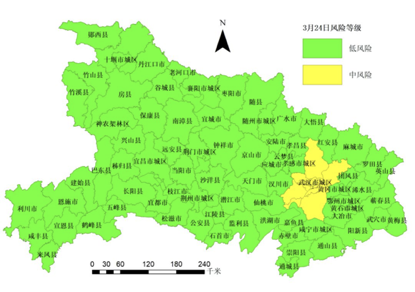 N
3月24日风险等级
低风险
中风险
郧西县
十堰市城区
丹江口市
老河口市
竹山县
竹溪县
房县
谷城县
襄阳市城区
枣阳市
随县
保康县
神农架林区
南漳县
宜城市
随州市城区
广水市
大悟县
兴山县
钟祥市
安陆市
孝昌县
红安县
麻城市
巴东县
秭归县
宜昌市城区
远安县
荆门市城区
京山市
云梦县
应城市
孝感市城区
罗田县
英山县
建始县
当阳市
武汉市城区
团风县
黄冈市城区
浠水县
利川市
恩施市
长阳县
枝江市
沙洋县
天门市
汉川市
鄂州市城区
蕲春县
宜都市
荆州市城区
潜江市
仙桃市
黄石市城区
大冶市
宣恩县
五峰县
鹤峰县
松滋市
江陵县
公安县
监利县
洪湖市
嘉鱼县
武穴市
黄梅县
咸丰县
石首市
咸宁市城区
阳新县
赤壁市
来凤县
崇阳县
通山县
通城县
0 40 80 160 240 320
千米